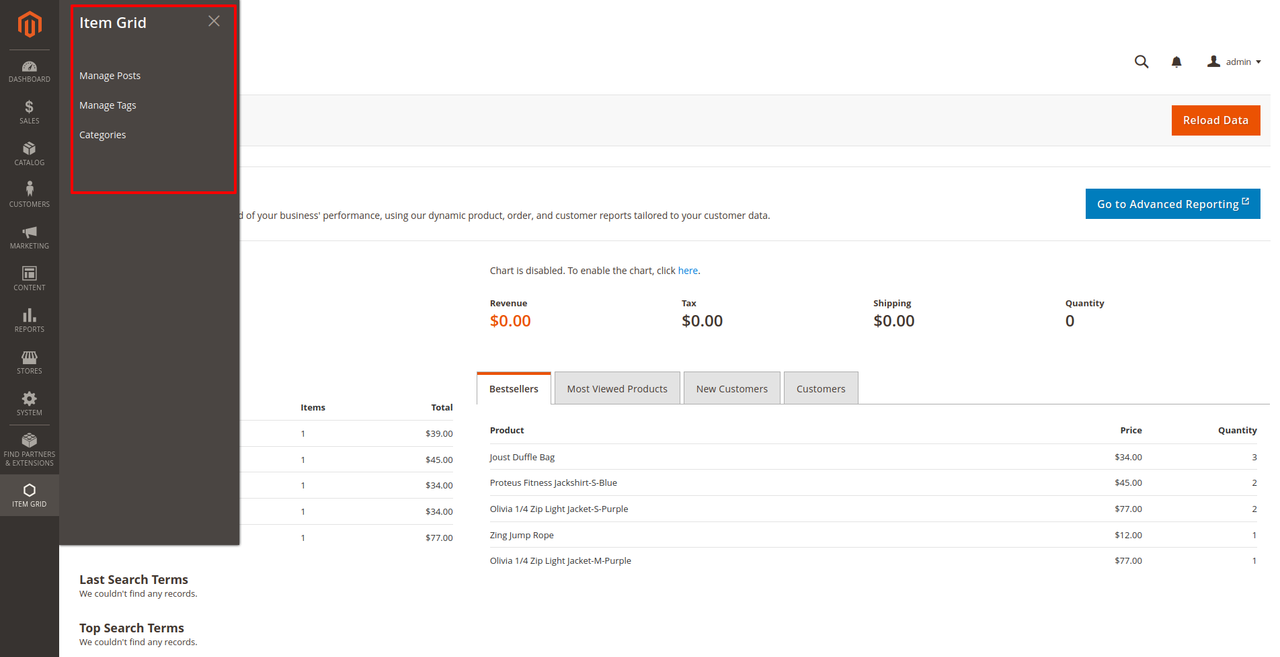 Item Grid
Manage Posts
Manage Tags
Categories
DASHBOARD
SALES
CATALOG
CUSTOMERS
MARKETING
CONTENT
REPORTS
STORES
SYSTEM
FIND PARTNERS
& EXTENSIONS
ITEM GRID
admin
Reload Data
of your business' performance, using our dynamic product, order, and customer reports tailored to your customer data.
Go to Advanced Reporting
Chart is disabled. To enable the chart, click here.
Revenue Tax Shipping Quantity
$0.00 $0.00 $0.00 0
Bestsellers Most Viewed Products New Customers Customers
Items Total
1 $39.00
1 $45.00
1 $34.00
1 $34.00
1 $77.00
Product Price Quantity
Joust Duffle Bag $34.00 3
Proteus Fitness Jackshirt-S-Blue $45.00 2
Olivia 1/4 Zip Light Jacket-S-Purple $77.00 2
Zing Jump Rope $12.00 1
Olivia 1/4 Zip Light Jacket-M-Purple $77.00 1
Last Search Terms
We couldn't find any records.
Top Search Terms
We couldn't find any records.